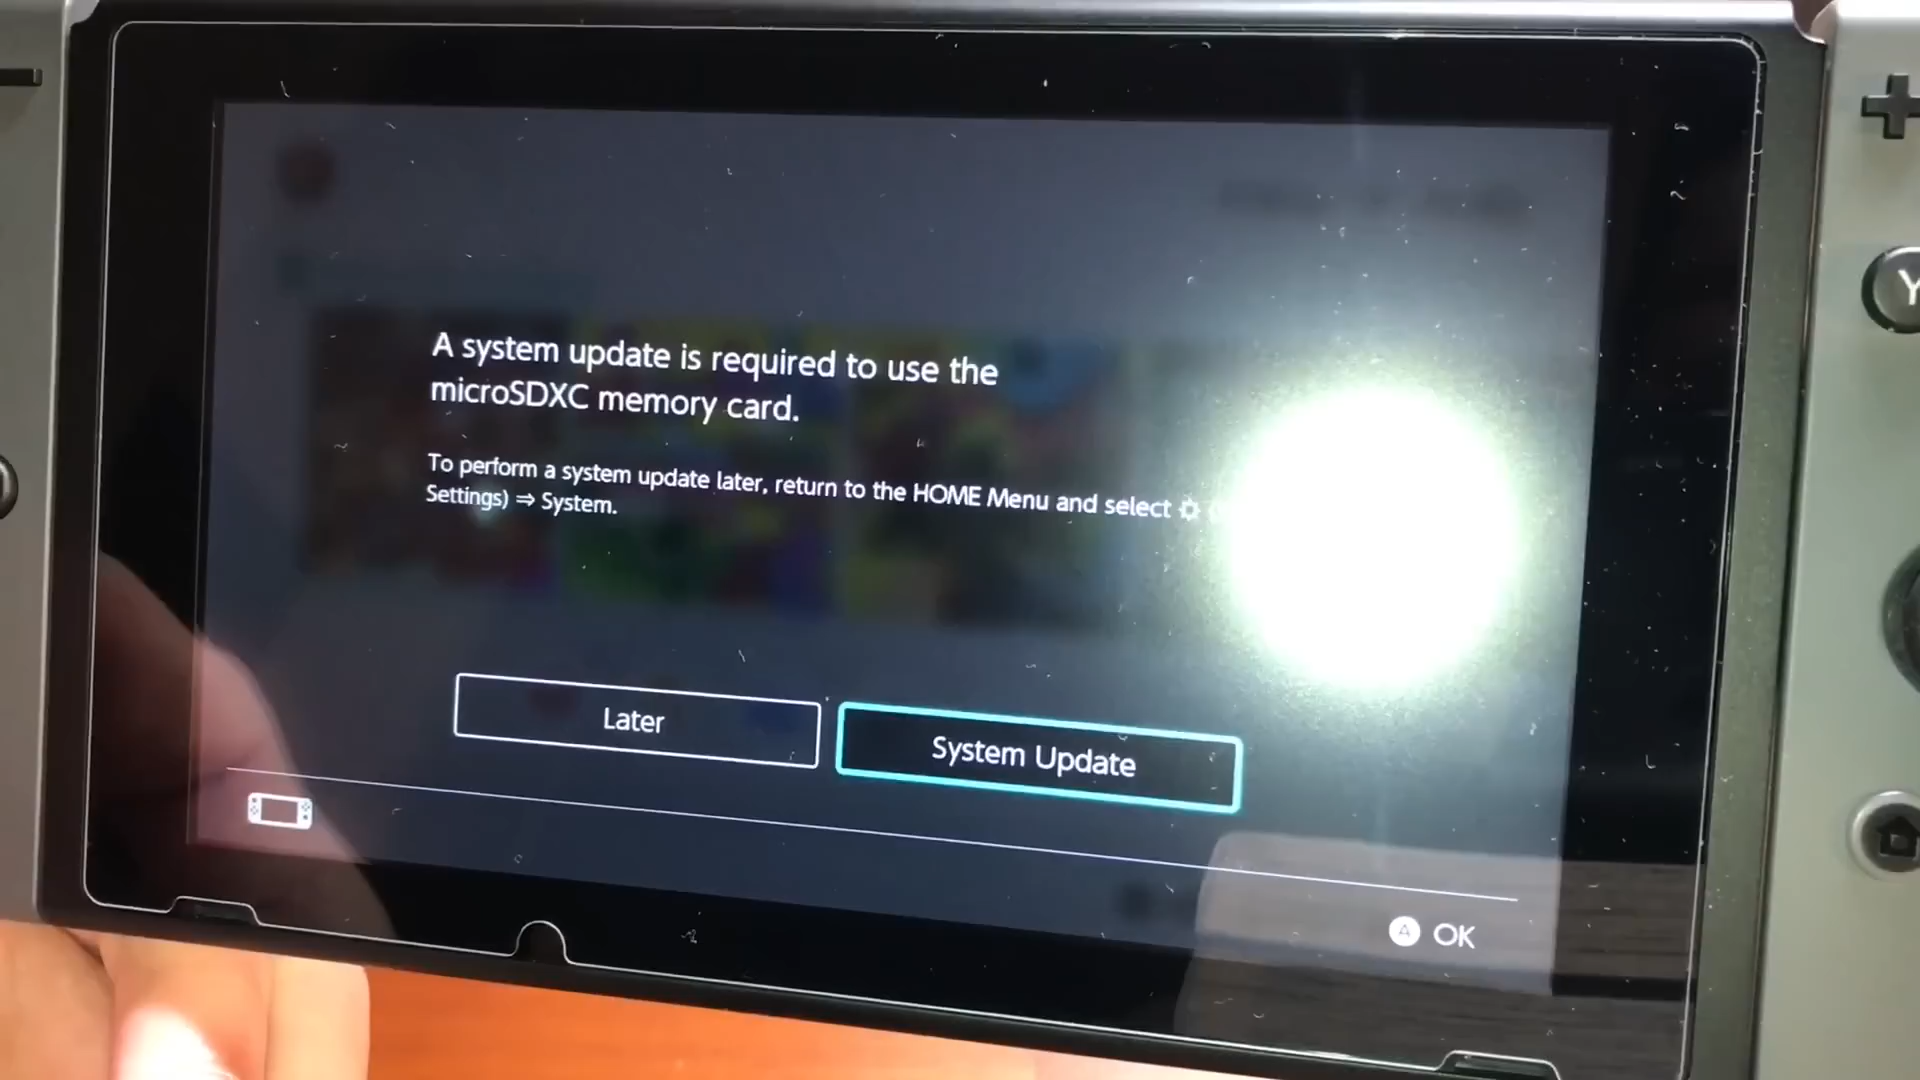 A system update is required to use the
microSDXC memory card.
To perform a system update later, return to the HOME Menu and select
Settings) ⇒ System.
Later
System Update
A OK
Y